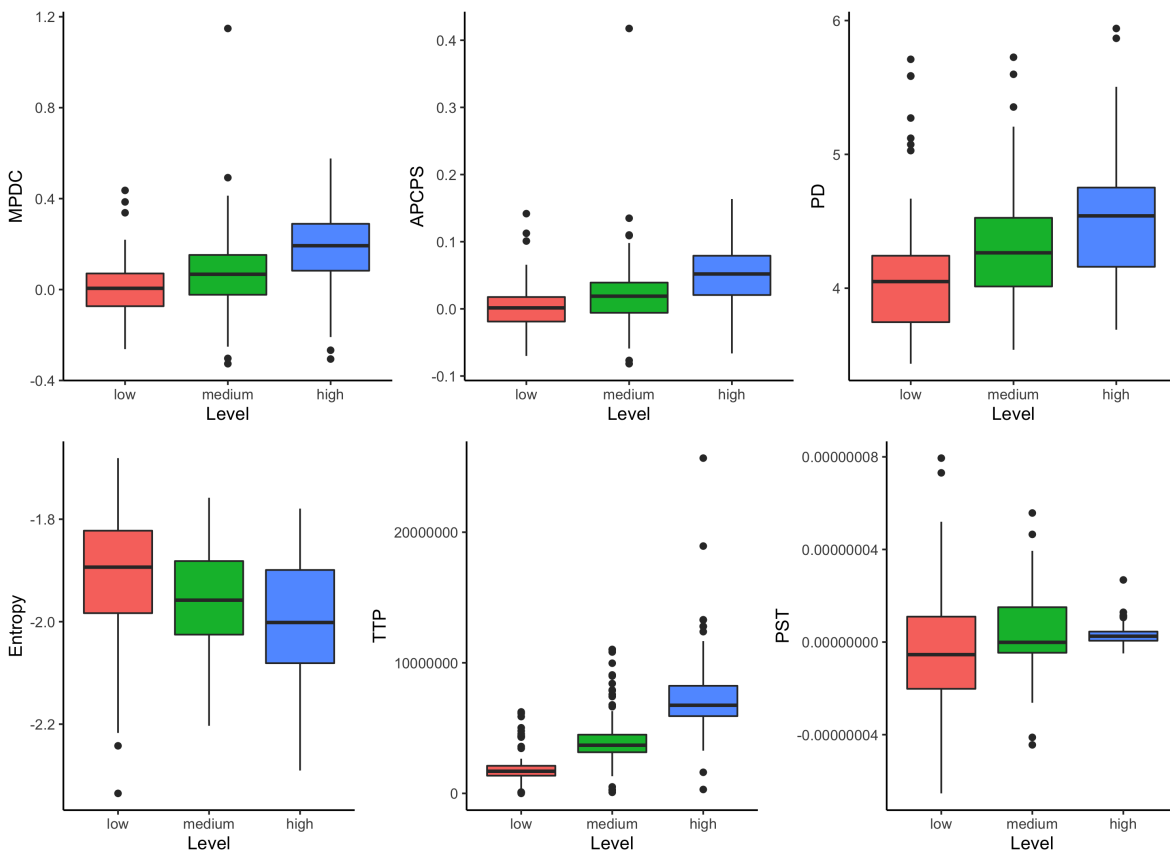 MPDC
1.2
0.8
0.4
0.0
-0.4
low medium high
Level
APCPS
0.4
0.3
0.2
0.1
0.0
-0.1
low medium high
Level
PD
6
5
4
low medium high
Level
Entropy
-1.8
-2.0
-2.2
low medium high
Level
TTP
20000000
10000000
0
low medium high
Level
PST
0.00000008
0.00000004
0.00000000
-0.00000004
low medium high
Level